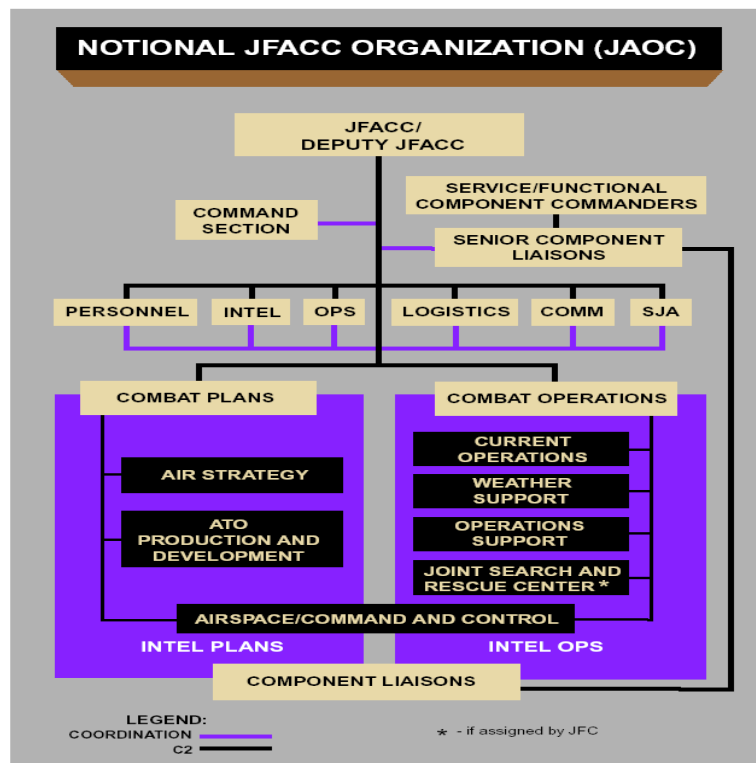 NOTIONAL JFACC ORGANIZATION (JAOC)
JFACC/
DEPUTY JFACC
SERVICE/FUNCTIONAL
COMPONENT COMMANDERS
COMMAND
SECTION
SENIOR COMPONENT
LIAISONS
PERSONNEL
INTEL
OPS
LOGISTICS
COMM
SJA
COMBAT PLANS
COMBAT OPERATIONS
AIR STRATEGY
ATO
PRODUCTION AND
DEVELOPMENT
CURRENT
OPERATIONS
WEATHER
SUPPORT
OPERATIONS
SUPPORT
JOINT SEARCH AND
RESCUE CENTER*
AIRSPACE/COMMAND AND CONTROL
INTEL PLANS
INTEL OPS
COMPONENT LIAISONS
LEGEND:
COORDINATION
C2
* - if assigned by JFC